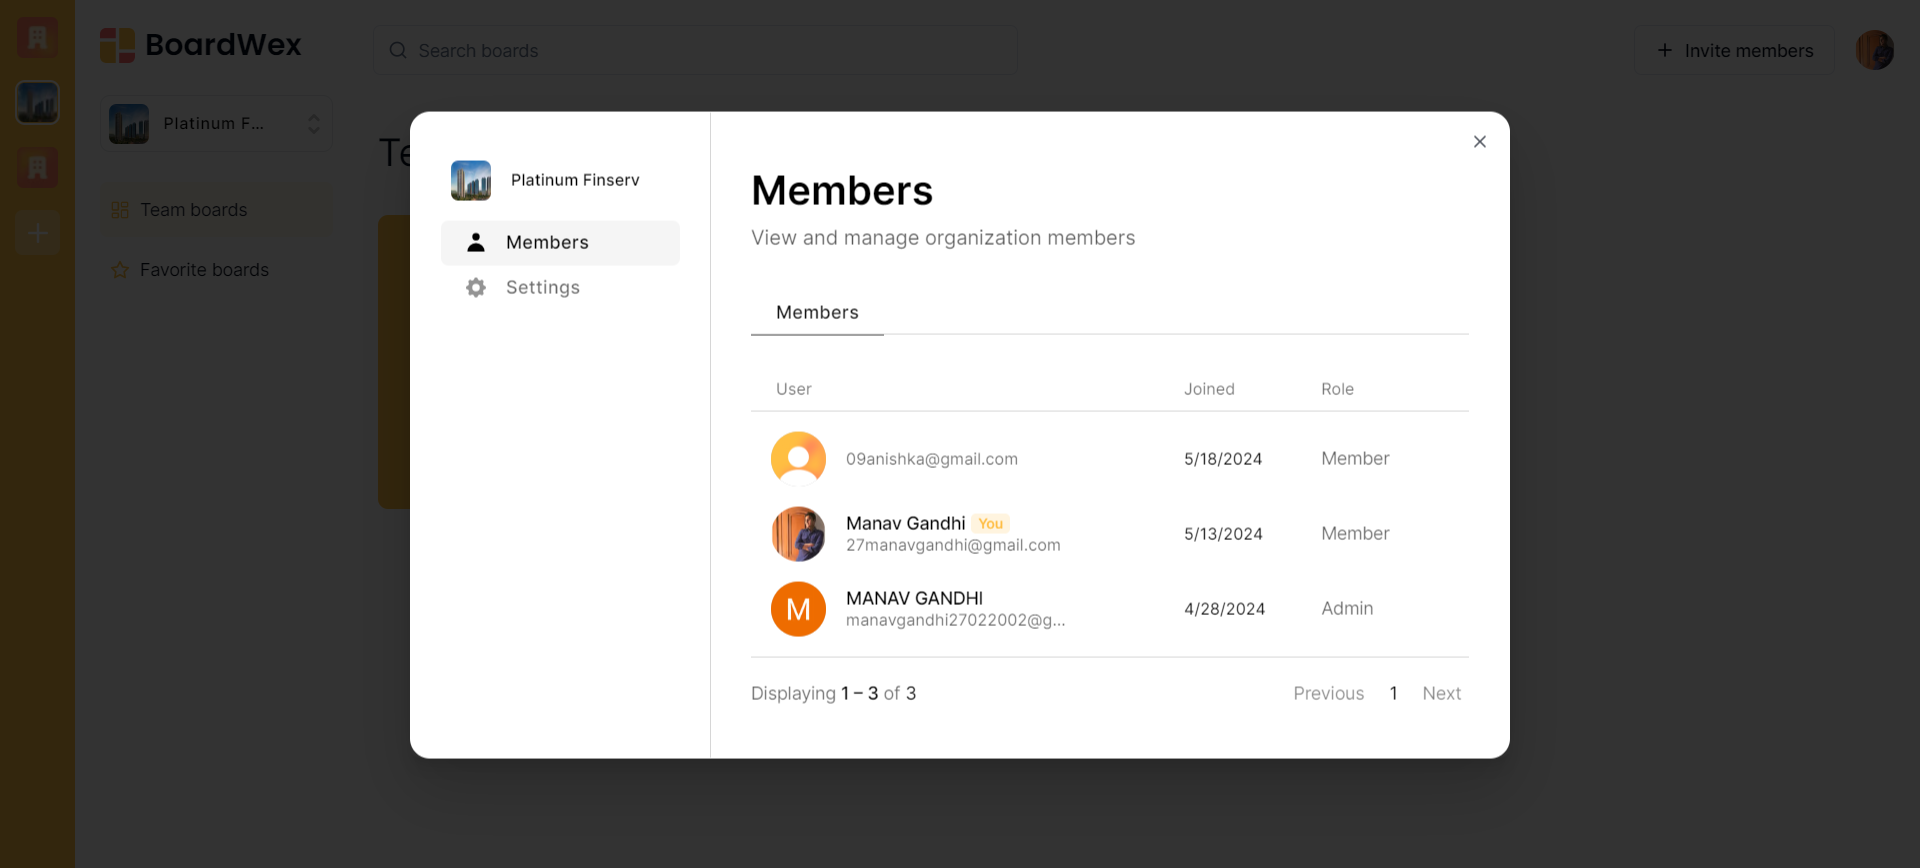 BoardWex
Search boards
+ Invite members
Platinum F...
Te
Team boards
Favorite boards
Platinum Finserv
Members
Settings
Members
View and manage organization members
Members
User Joined Role
09anishka@gmail.com 5/18/2024 Member
Manav Gandhi You
27manavgandhi@gmail.com 5/13/2024 Member
MANAV GANDHI
M manavgandhi27022002@g... 4/28/2024 Admin
Displaying 1 – 3 of 3 Previous 1 Next